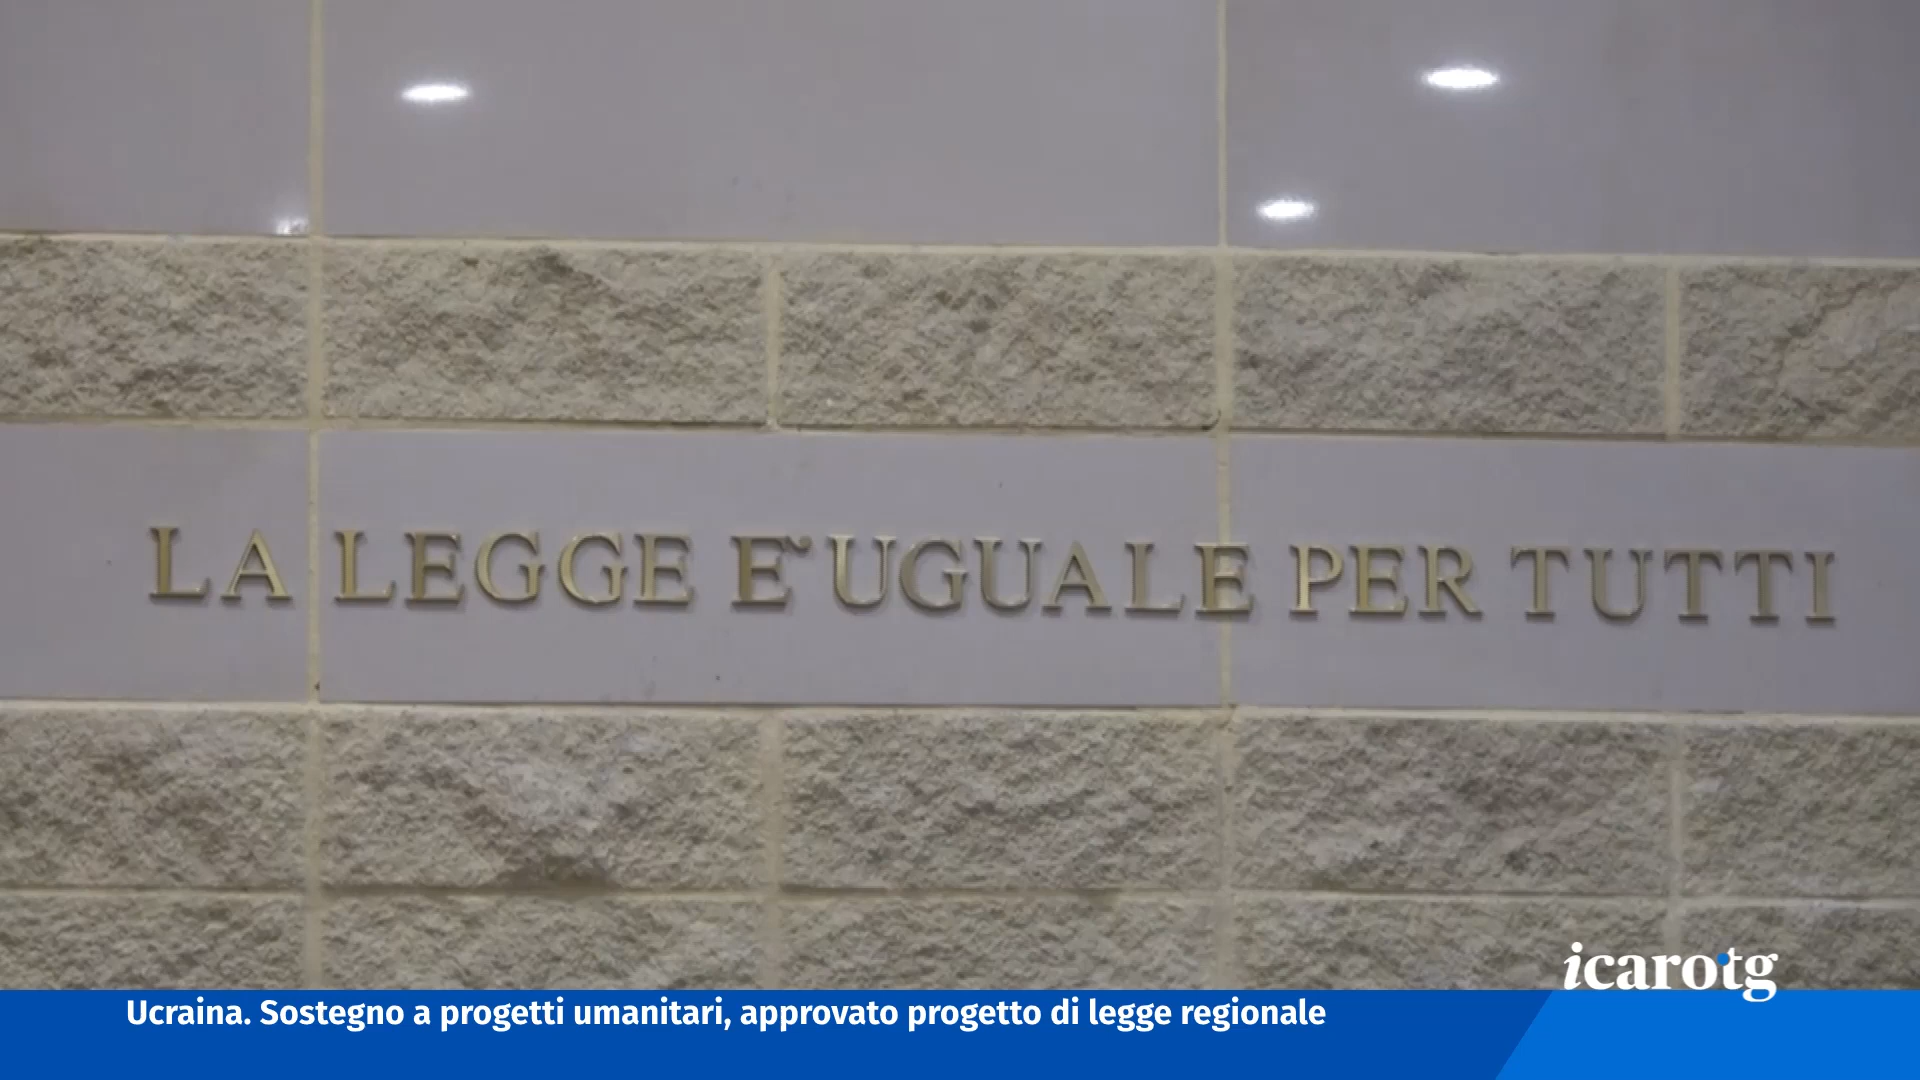 LA LEGGE E' UGUALE PER TUTTI
icarotg
Ucraina. Sostegno a progetti umanitari, approvato progetto di legge regionale